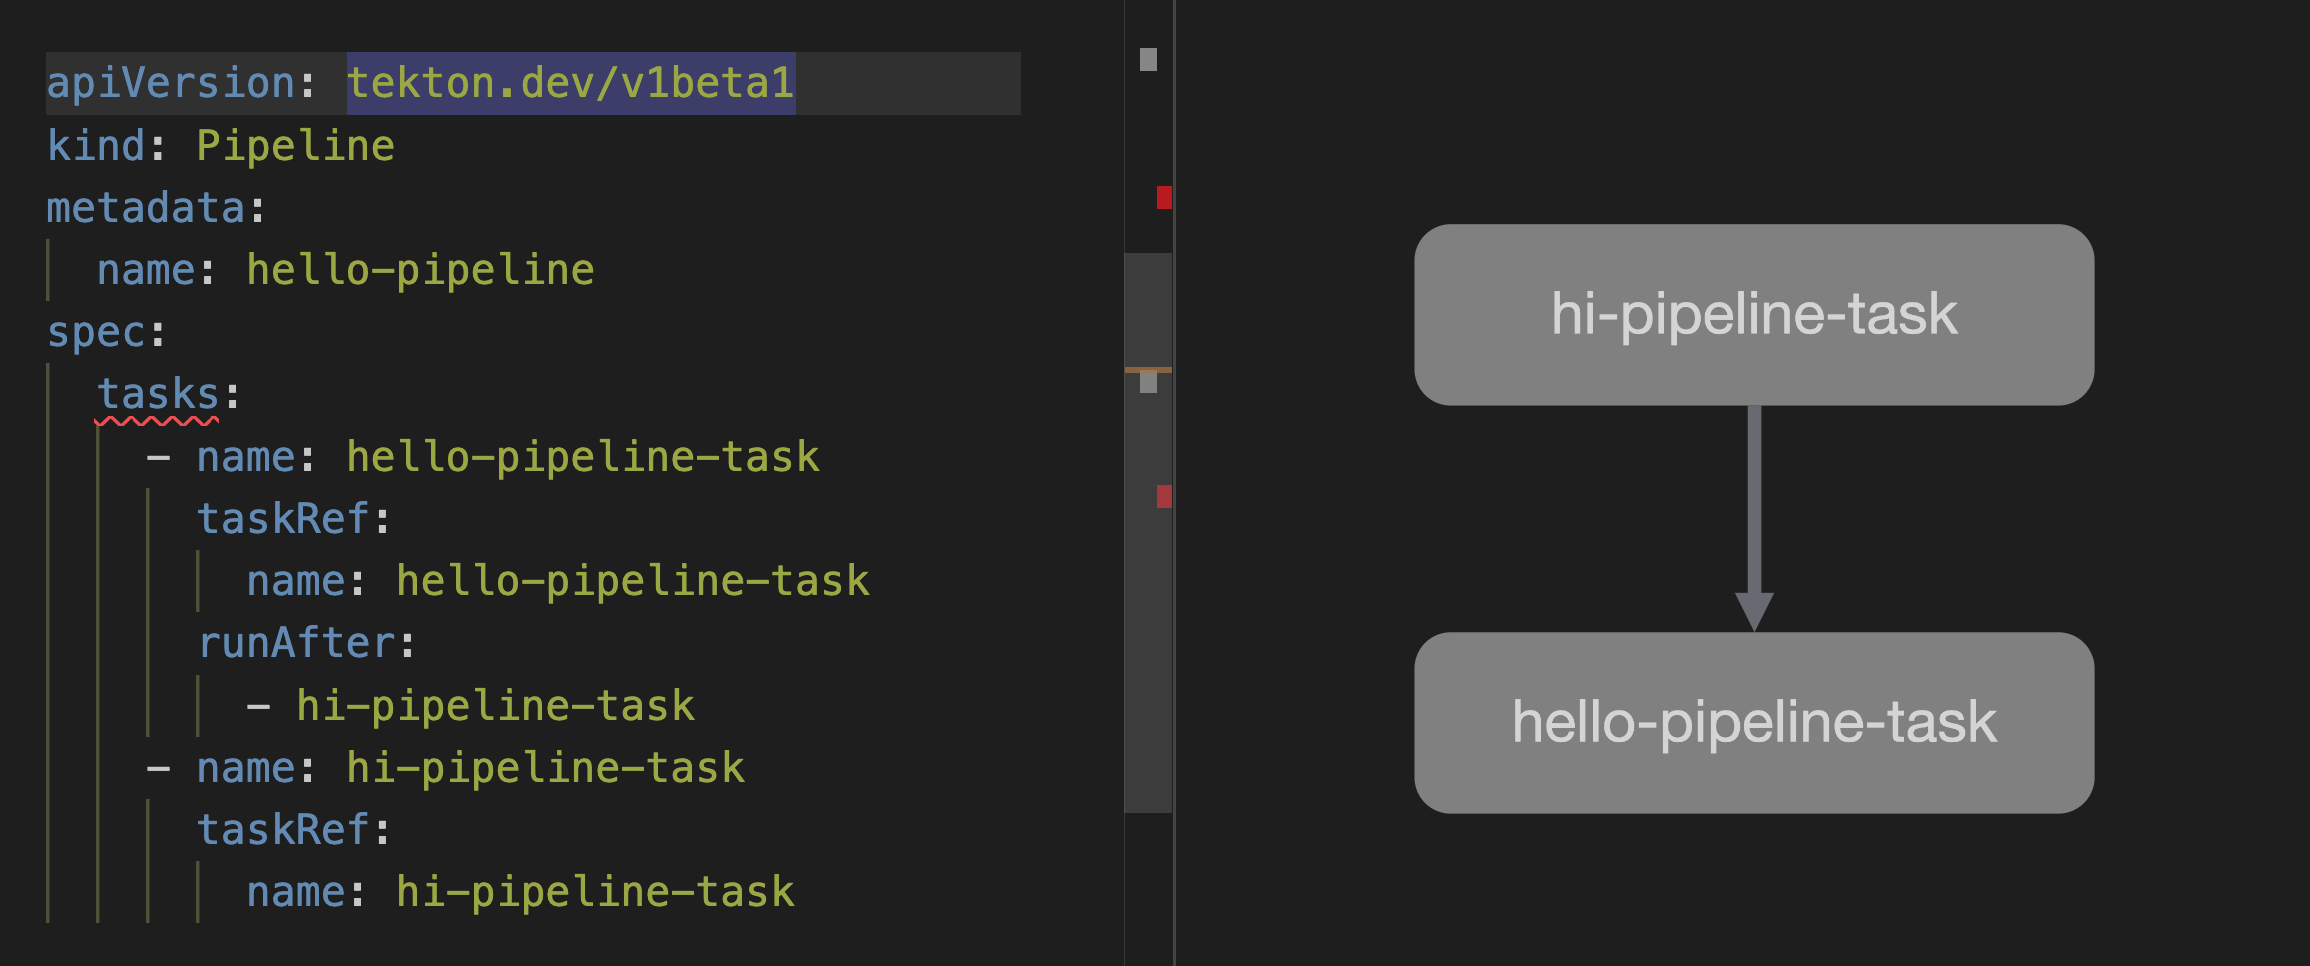 apiVersion: tekton.dev/v1beta1
kind: Pipeline
metadata:
  name: hello-pipeline
spec:
  tasks:
    - name: hello-pipeline-task
      taskRef:
        name: hello-pipeline-task
      runAfter:
        - hi-pipeline-task
    - name: hi-pipeline-task
      taskRef:
        name: hi-pipeline-task
hi-pipeline-task
hello-pipeline-task